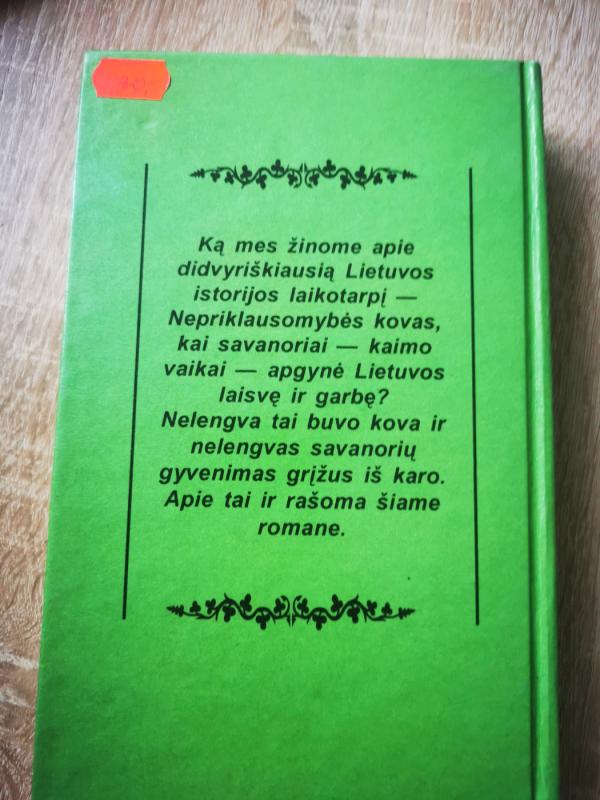 Ką mes žinome apie
didvyriškiausią Lietuvos
istorijos laikotarpį —
Nepriklausomybės kovas,
kai savanoriai — kaimo
vaikai — apgynė Lietuvos
laisvę ir garbę?
Nelengva tai buvo kova ir
nelengvas savanorių
gyvenimas grįžus iš karo.
Apie tai ir rašoma šiame
romane.